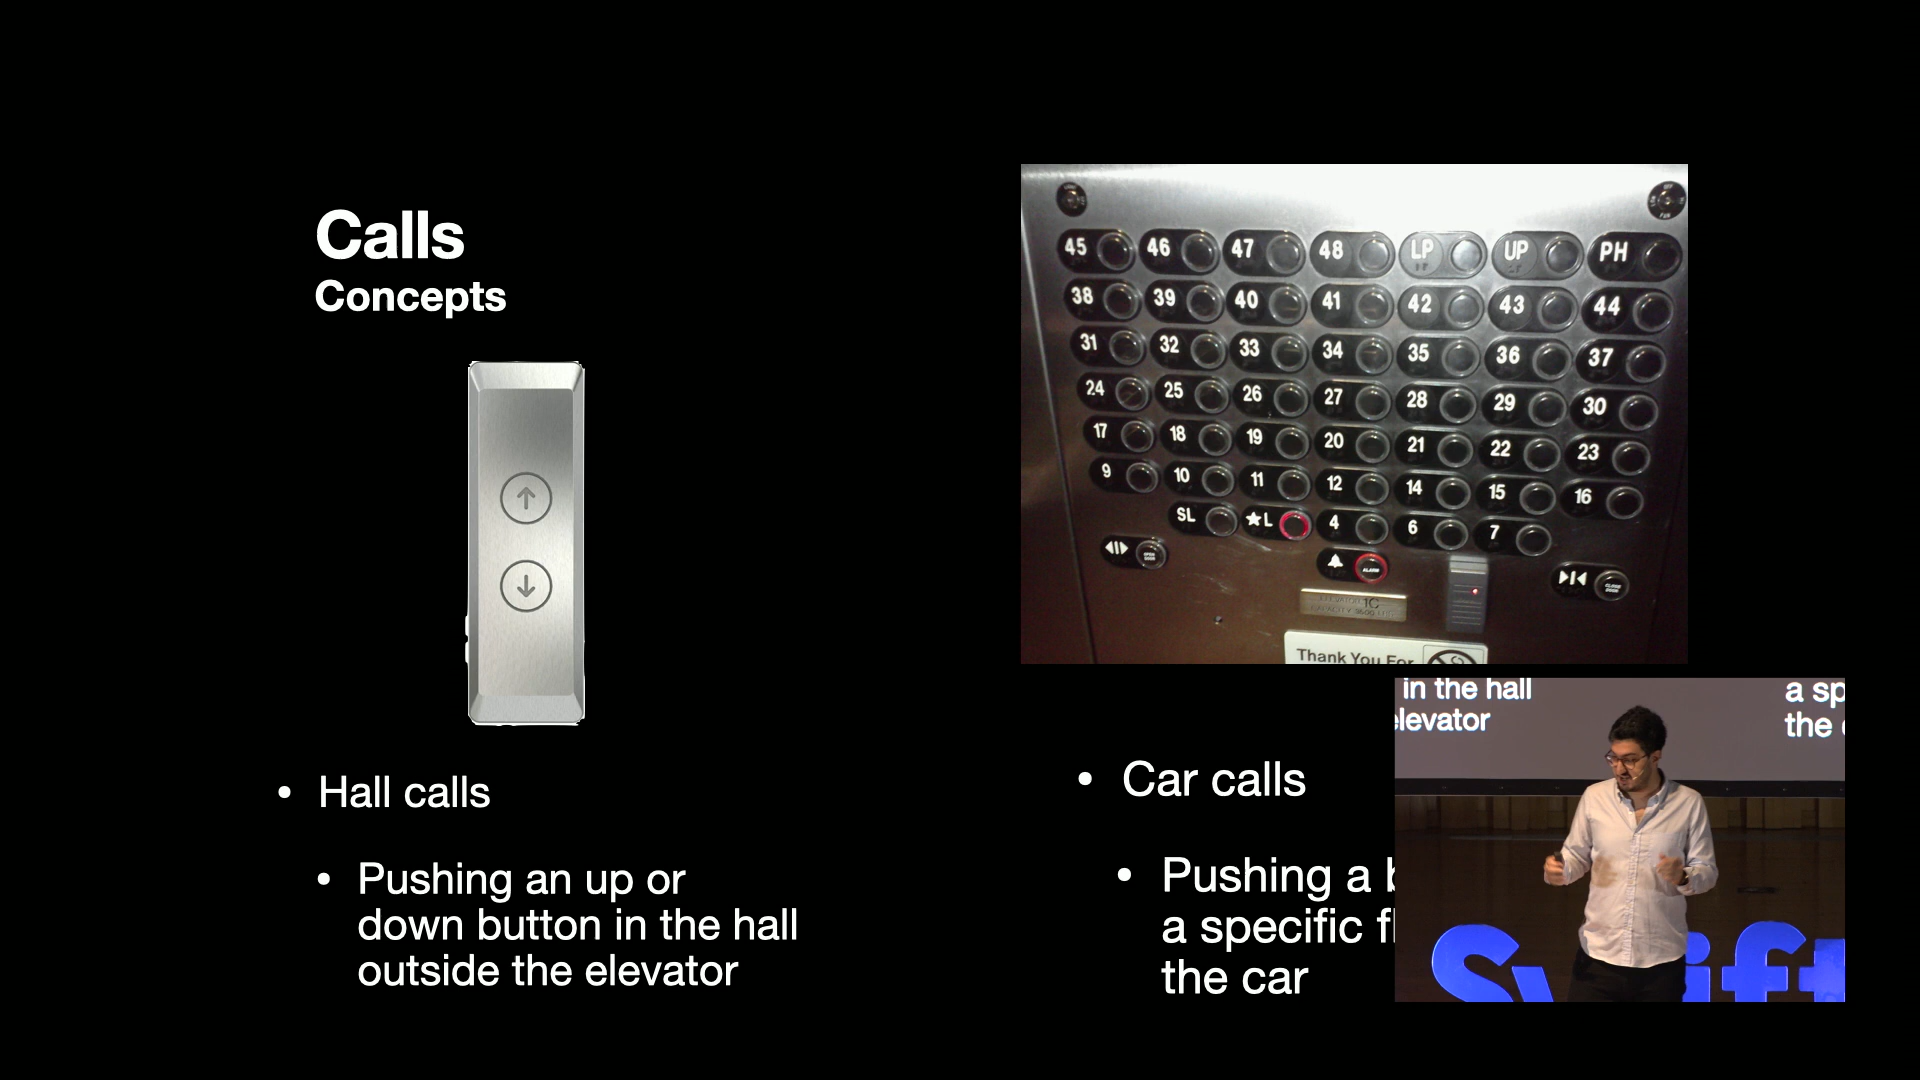 Calls
Concepts
45 46 47 48 LP UP PH
38 39 40 41 42 43 44
31 32 33 34 35 36 37
24 25 26 27 28 29 30
17 18 19 20 21 22 23
9 10 11 12 14 15 16
SL ★L 4 6 7
ALARM
1C
Thank You For
in the hall
elevator
a sp
the
• Hall calls
• Pushing an up or
down button in the hall
outside the elevator
• Car calls
• Pushing a
a specific
the car
Swift